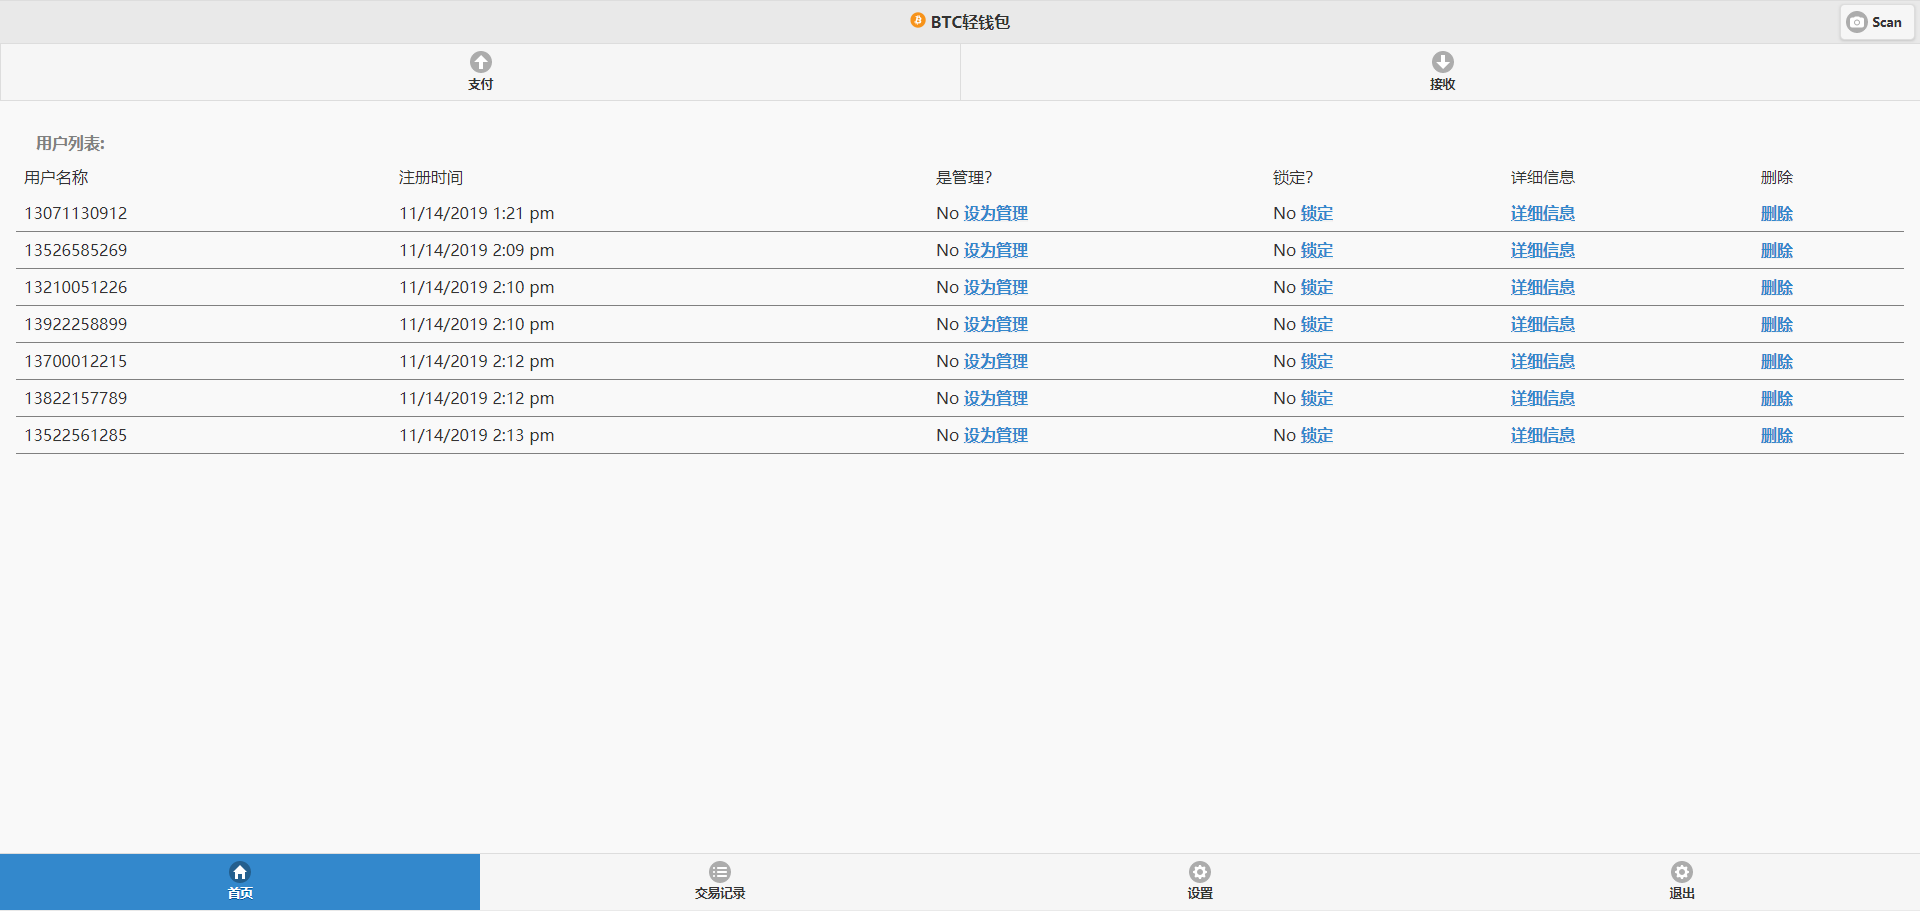 BTC轻钱包
Scan
支付 接收
用户列表:
用户名称 注册时间 是管理? 锁定? 详细信息 删除
13071130912 11/14/2019 1:21 pm No 设为管理 No 锁定 详细信息 删除
13526585269 11/14/2019 2:09 pm No 设为管理 No 锁定 详细信息 删除
13210051226 11/14/2019 2:10 pm No 设为管理 No 锁定 详细信息 删除
13922258899 11/14/2019 2:10 pm No 设为管理 No 锁定 详细信息 删除
13700012215 11/14/2019 2:12 pm No 设为管理 No 锁定 详细信息 删除
13822157789 11/14/2019 2:12 pm No 设为管理 No 锁定 详细信息 删除
13522561285 11/14/2019 2:13 pm No 设为管理 No 锁定 详细信息 删除
首页 交易记录 设置 退出